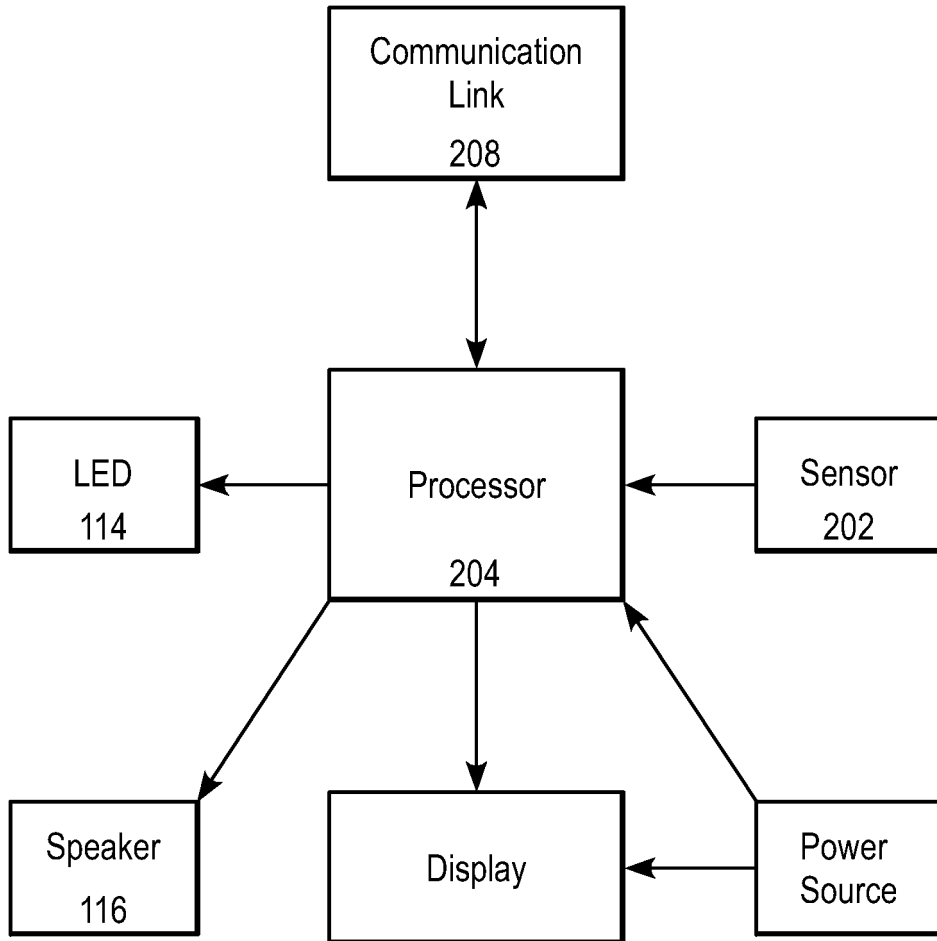 Communication
Link
208
LED
114
Processor
204
Sensor
202
Speaker
116
Display
Power
Source